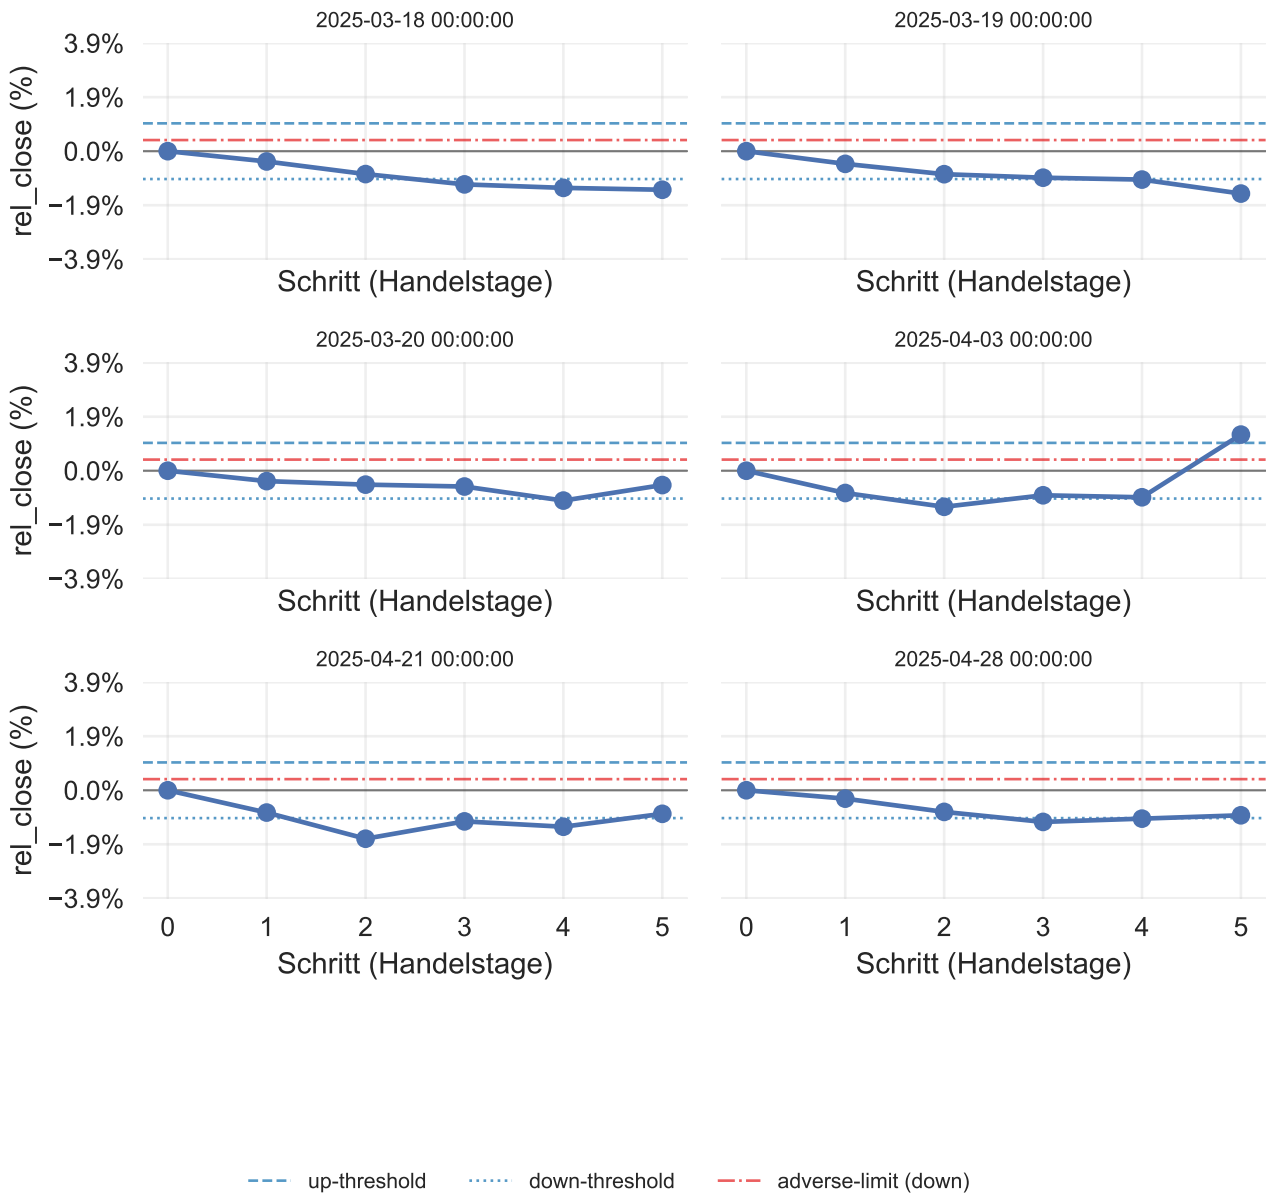 2025-03-18 00:00:00
2025-03-19 00:00:00
3.9%
1.9%
0.0%
−1.9%
−3.9%
rel_close (%)
Schritt (Handelstage)
Schritt (Handelstage)
2025-03-20 00:00:00
2025-04-03 00:00:00
3.9%
1.9%
0.0%
−1.9%
−3.9%
rel_close (%)
Schritt (Handelstage)
Schritt (Handelstage)
2025-04-21 00:00:00
2025-04-28 00:00:00
3.9%
1.9%
0.0%
−1.9%
−3.9%
rel_close (%)
0 1 2 3 4 5
0 1 2 3 4 5
Schritt (Handelstage)
Schritt (Handelstage)
up-threshold
down-threshold
adverse-limit (down)